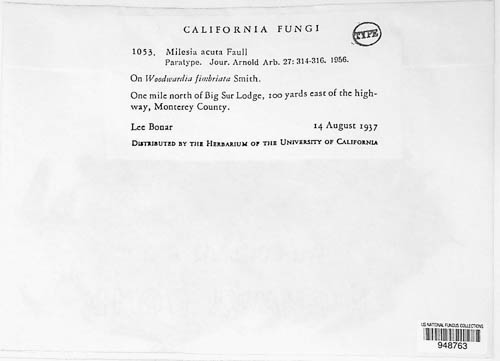 CALIFORNIA FUNGI
TYPE
1053. Milesia acuta Faull
Paratype. Jour. Arnold Arb. 27: 314-316. 1956.
On Woodwardia fimbriata Smith.
One mile north of Big Sur Lodge, 100 yards east of the high-
way, Monterey County.
Lee Bonar 14 August 1937
DISTRIBUTED BY THE HERBARIUM OF THE UNIVERSITY OF CALIFORNIA
US NATIONAL FUNGUS COLLECTIONS
948763